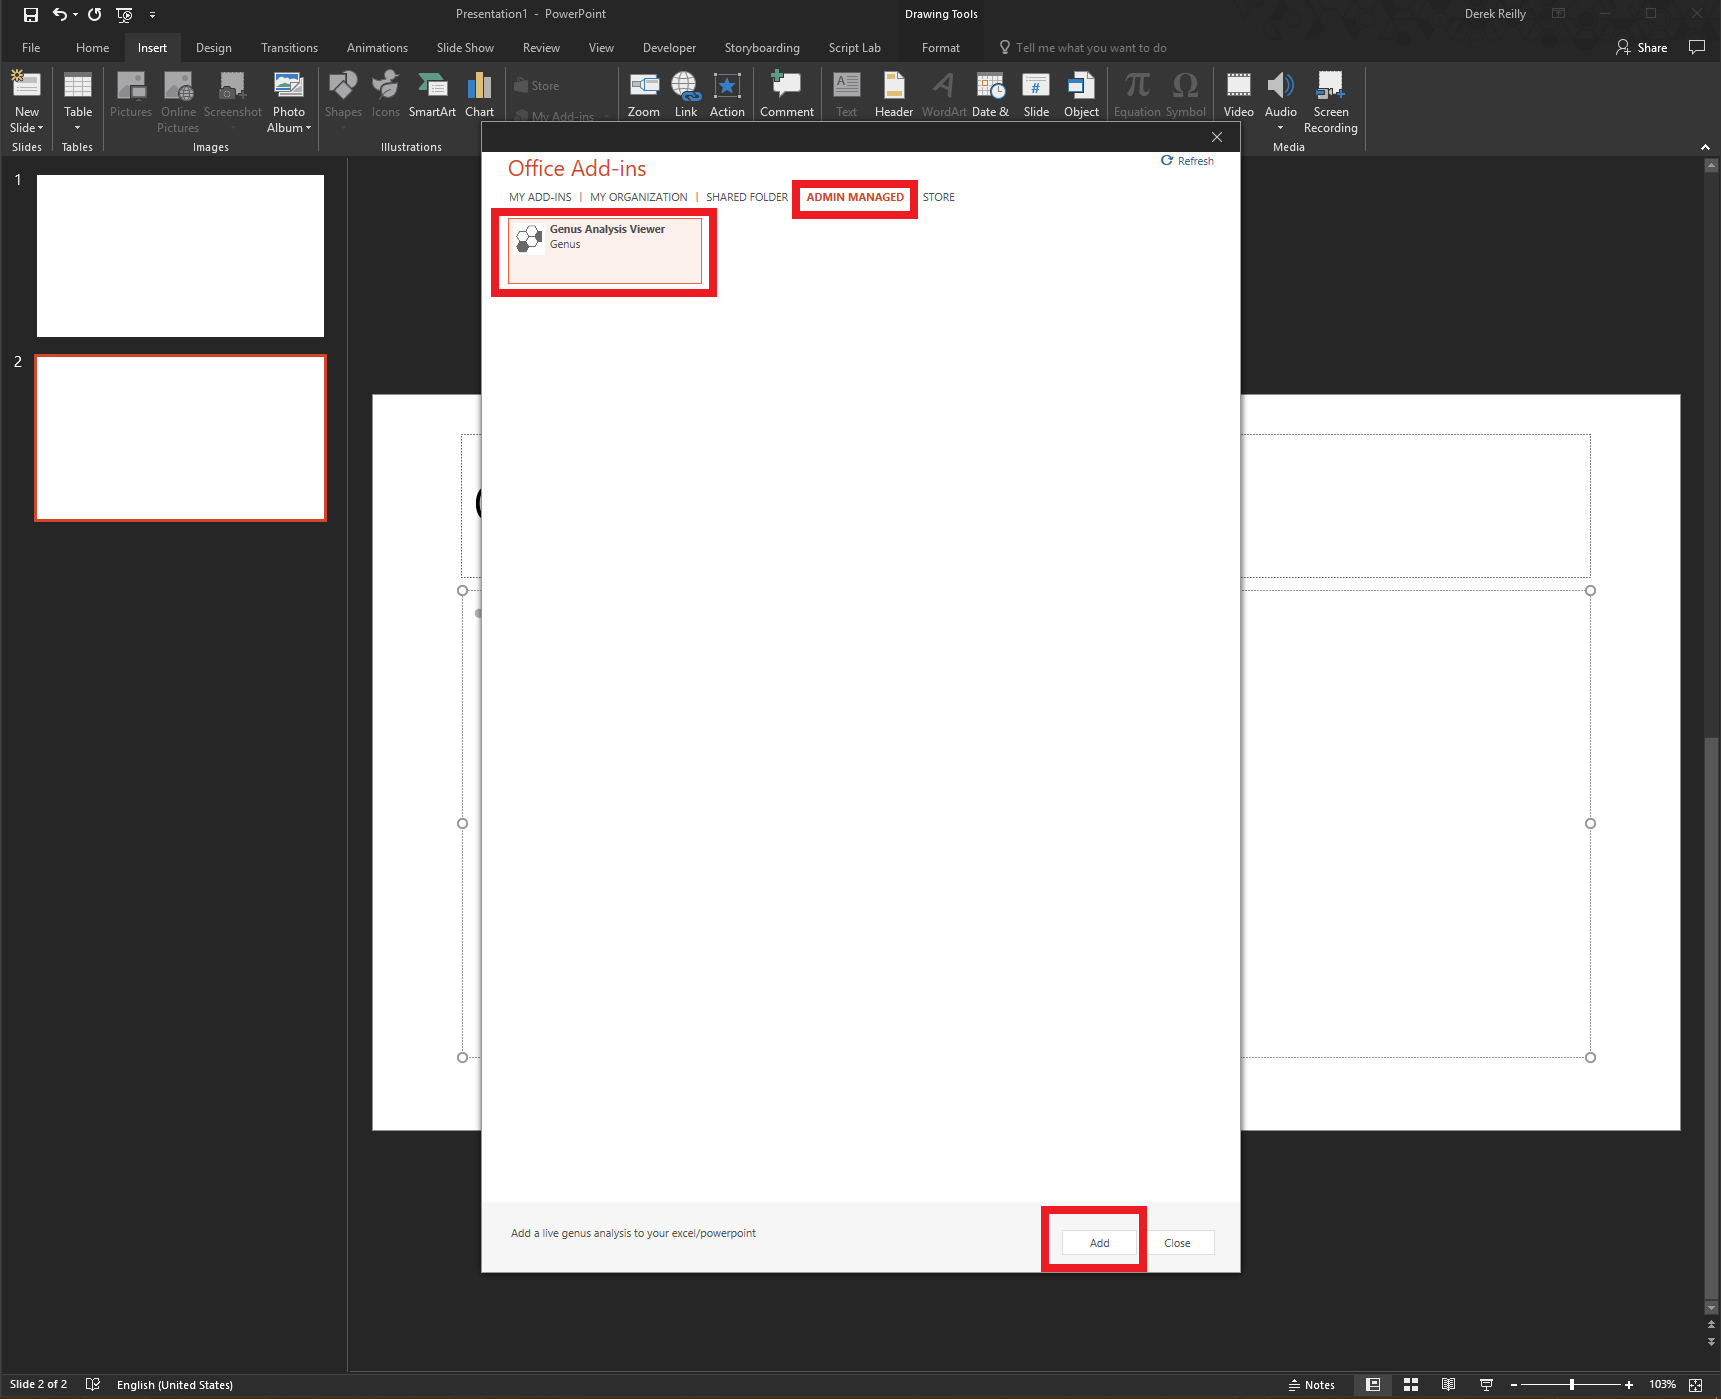 Presentation1 - PowerPoint
Drawing Tools
Derek Reilly
File Home Insert Design Transitions Animations Slide Show Review View Developer Storyboarding Script Lab Format Tell me what you want to do Share
New Slide
Table
Pictures
Online Pictures
Screenshot
Photo Album
Shapes
Icons
SmartArt
Chart
Store
My Add-ins
Zoom
Link
Action
Comment
Text
Header
WordArt
Date &
Slide
Object
Equation
Symbol
Video
Audio
Screen Recording
Slides
Tables
Images
Illustrations
Media
1
2
Office Add-ins
Refresh
MY ADD-INS | MY ORGANIZATION | SHARED FOLDER ADMIN MANAGED STORE
Genus Analysis Viewer
Genus
Add a live genus analysis to your excel/powerpoint
Add
Close
Slide 2 of 2
English (United States)
Notes
103%